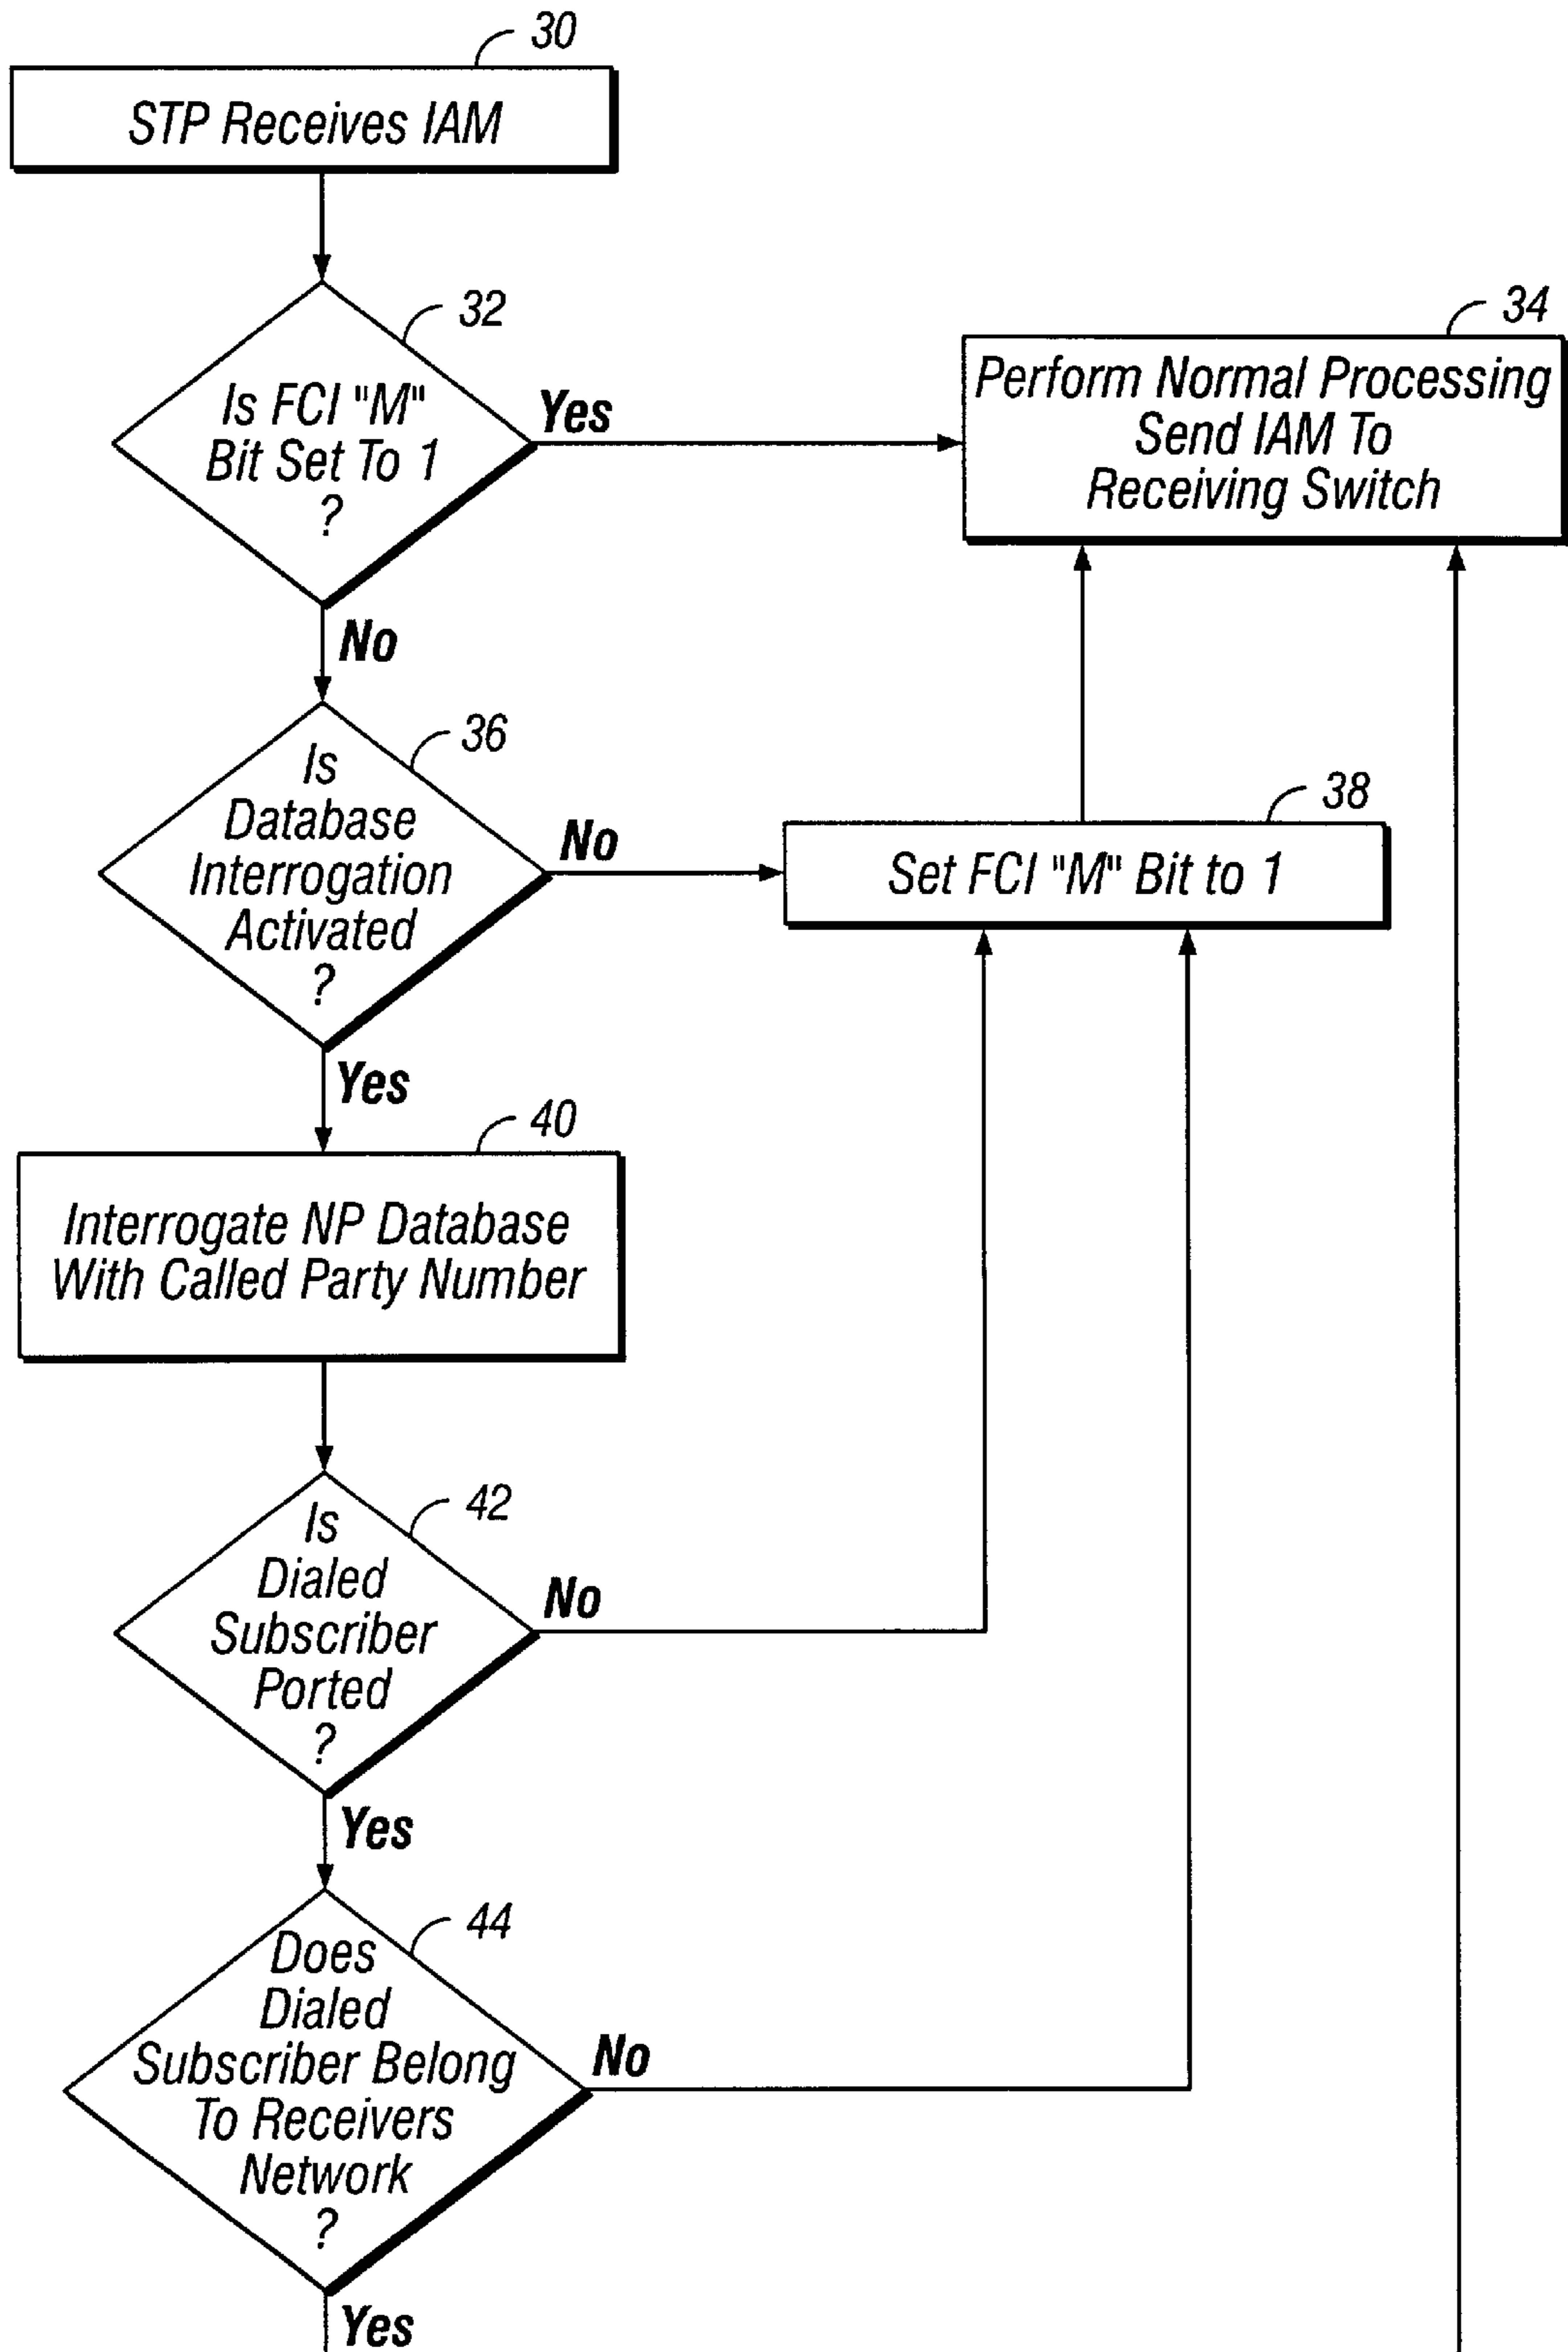 30
STP Receives IAM
32
Is FCI "M"
Bit Set To 1
?
Yes
34
Perform Normal Processing
Send IAM To
Receiving Switch
No
36
Is
Database
Interrogation
Activated
?
No
38
Set FCI "M" Bit to 1
Yes
40
Interrogate NP Database
With Called Party Number
42
Is
Dialed
Subscriber
Ported
?
No
Yes
44
Does
Dialed
Subscriber Belong
To Receivers
Network
?
No
Yes